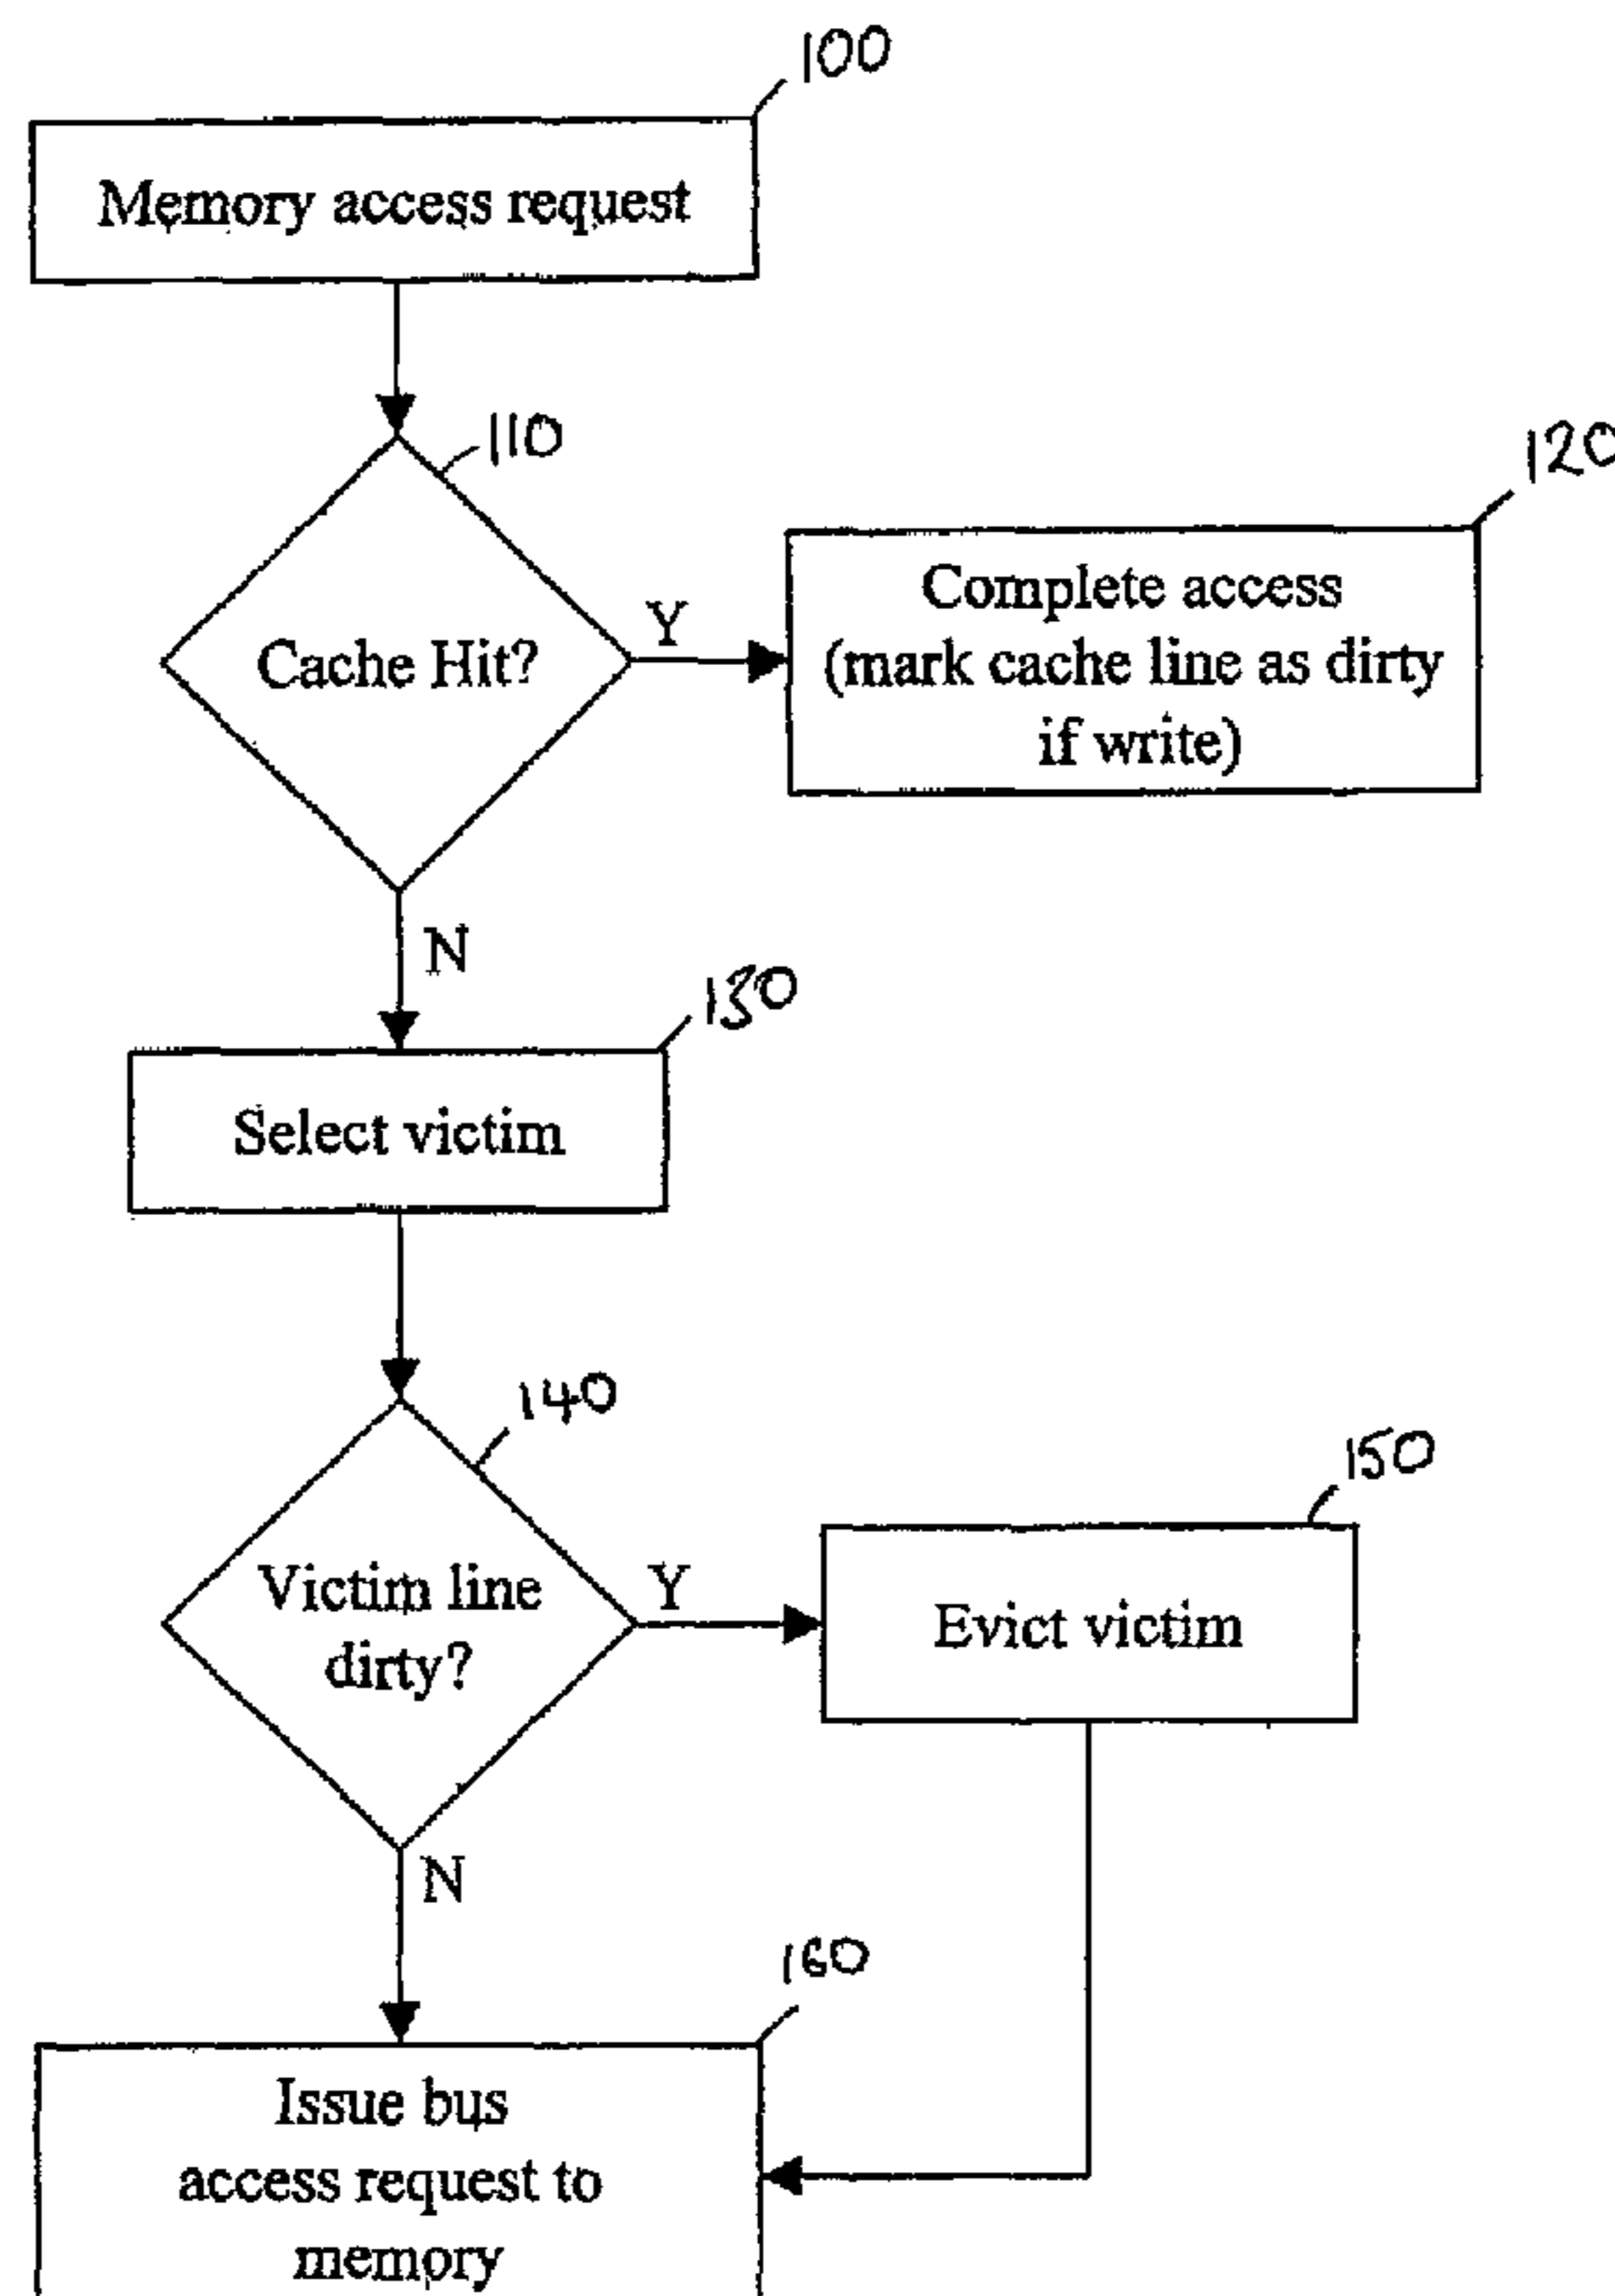 100
Memory access request
110
120
Cache Hit?
Y
Complete access
(mark cache line as dirty
if write)
N
130
Select victim
140
150
Victim line
dirty?
Y
Evict victim
N
160
Issue bus
access request to
memory